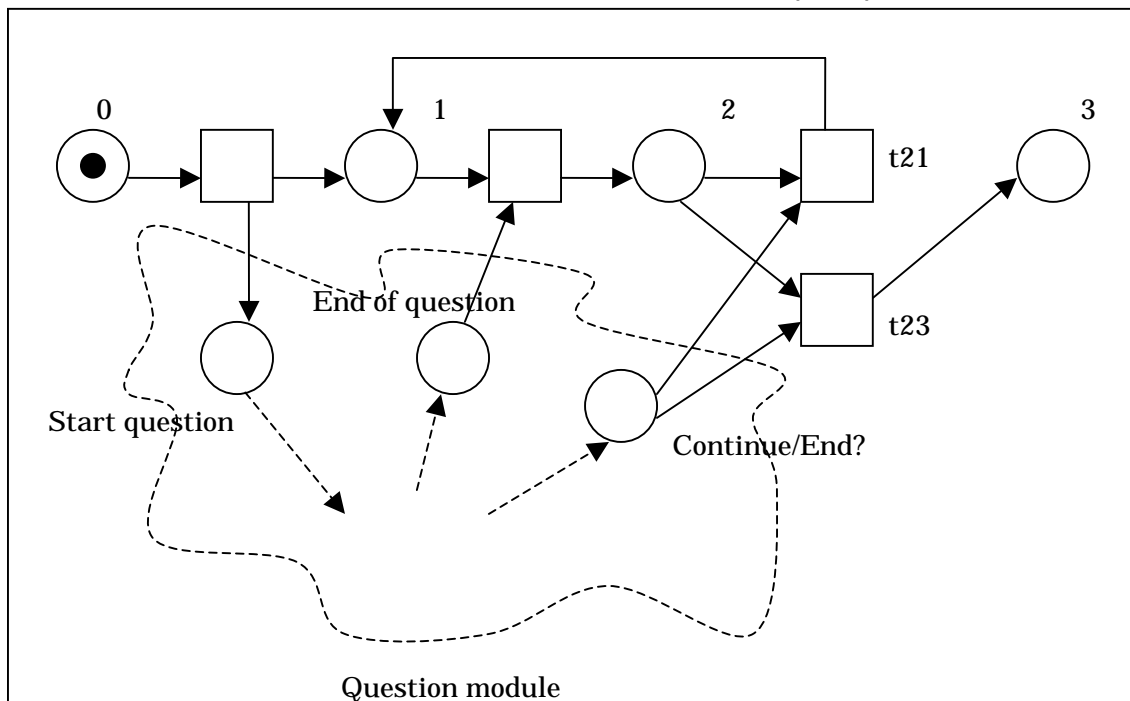 0
1
2
3
t21
End of question
t23
Start question
Continue/End?
Question module